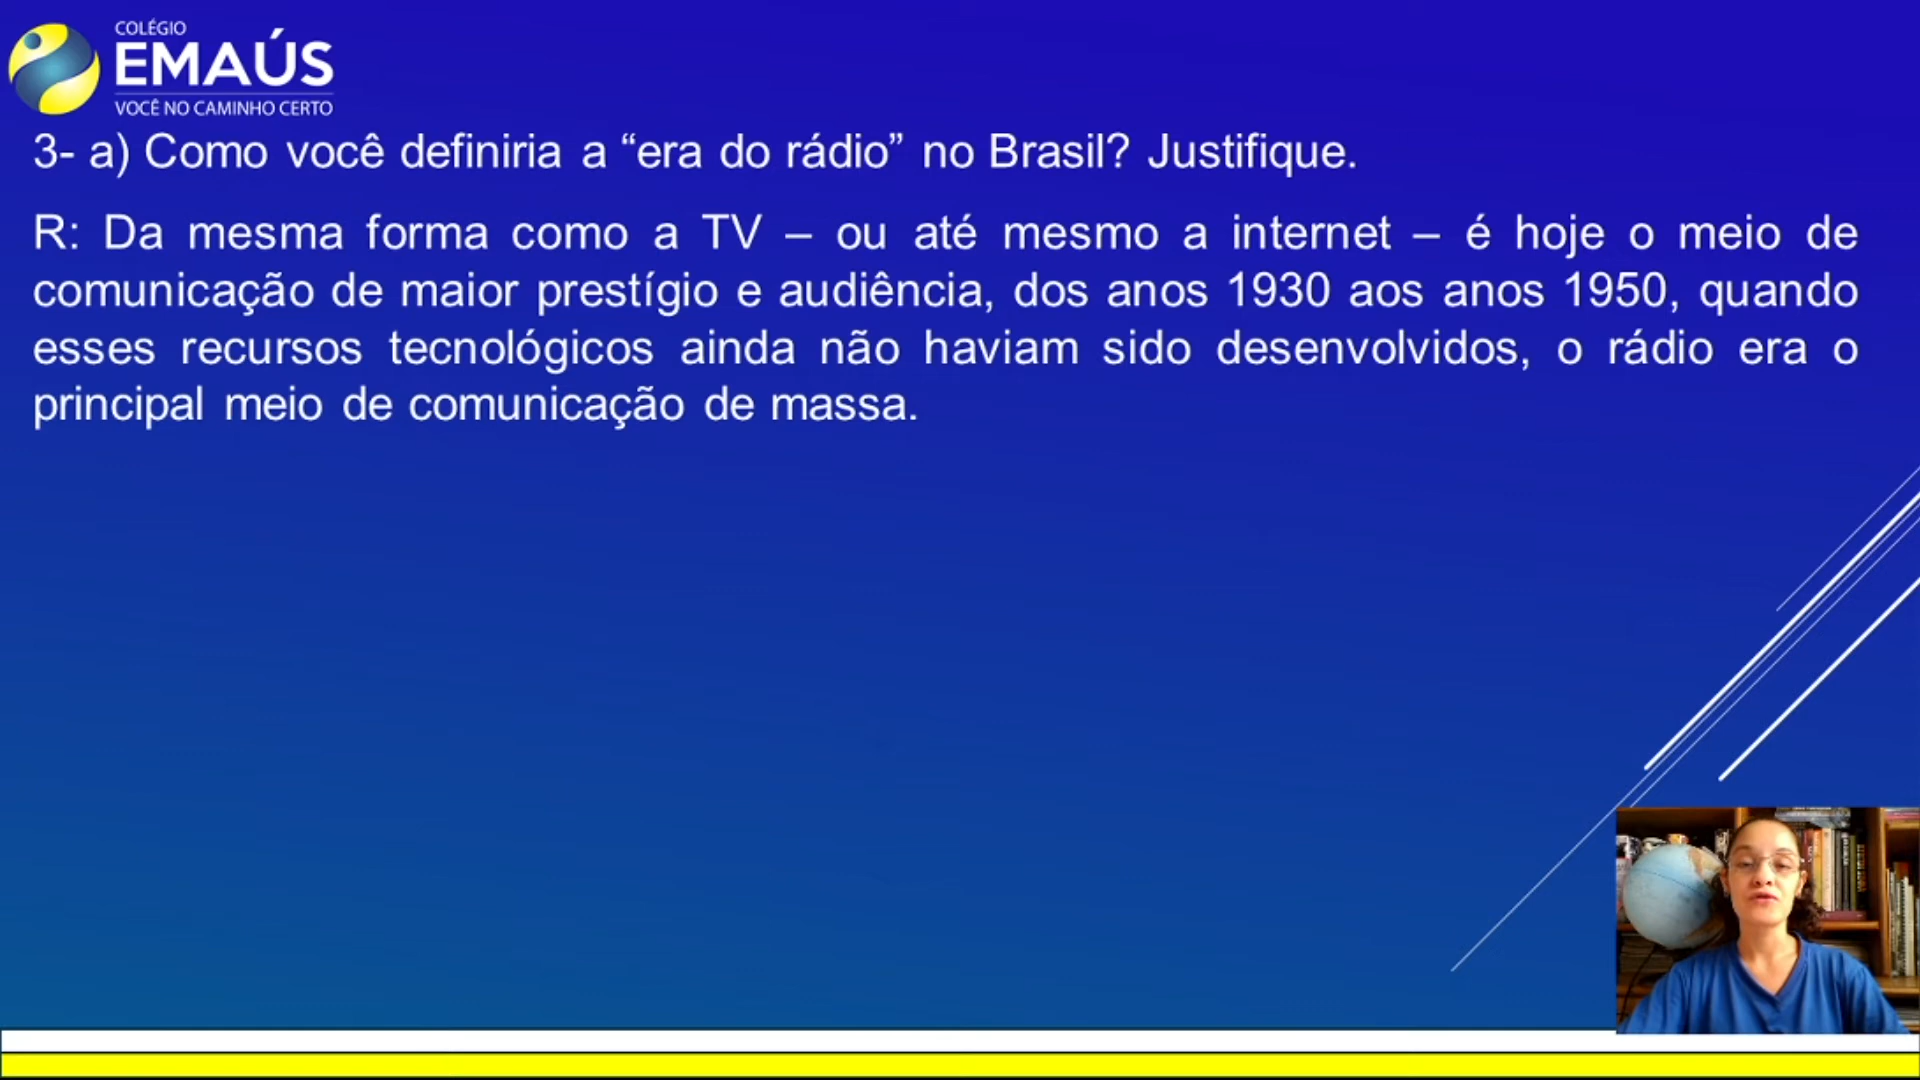 COLÉGIO
EMAÚS
VOCÊ NO CAMINHO CERTO
3- a) Como você definiria a “era do rádio” no Brasil? Justifique.
R: Da mesma forma como a TV – ou até mesmo a internet – é hoje o meio de
comunicação de maior prestígio e audiência, dos anos 1930 aos anos 1950, quando
esses recursos tecnológicos ainda não haviam sido desenvolvidos, o rádio era o
principal meio de comunicação de massa.